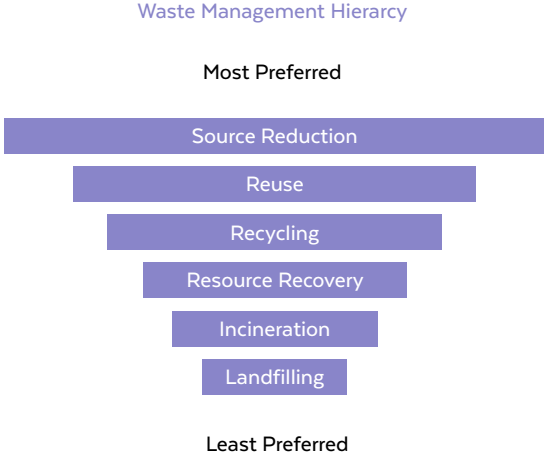 Waste Management Hierarcy
Most Preferred
Source Reduction
Reuse
Recycling
Resource Recovery
Incineration
Landfilling
Least Preferred